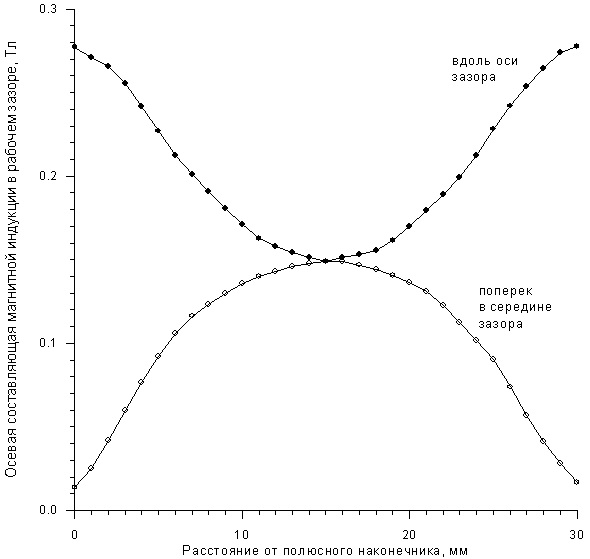 Осевая составляющая магнитной индукции в рабочем зазоре, Тл
0.3
0.2
0.1
0.0
вдоль оси
зазора
поперек
в середине
зазора
0
10
20
30
Расстояние от полюсного наконечника, мм